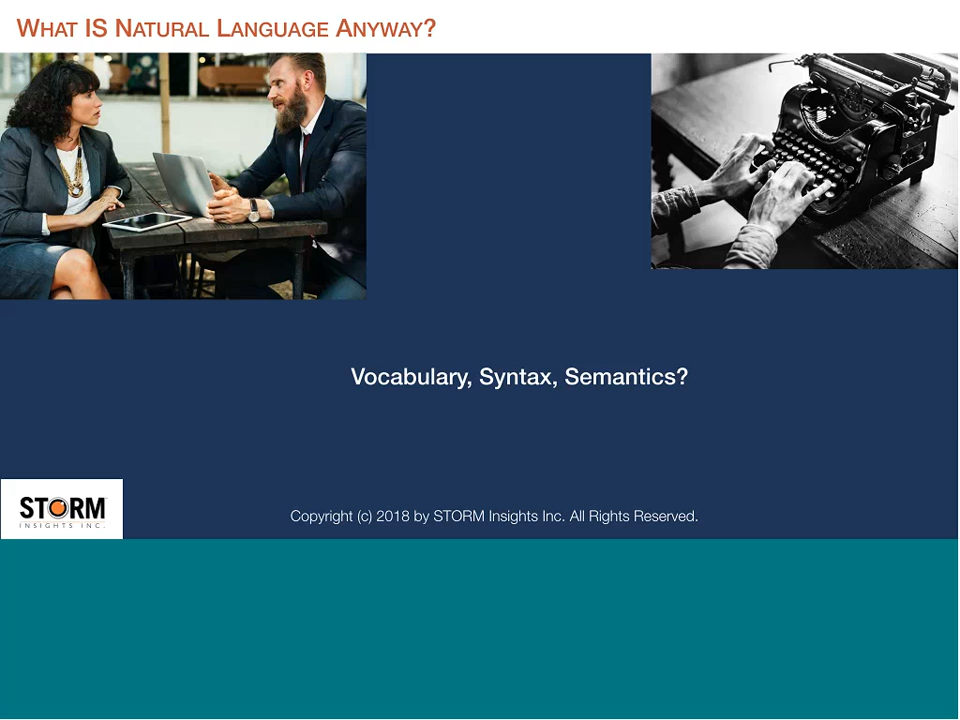 What IS Natural Language Anyway?
Vocabulary, Syntax, Semantics?
STORM
INSIGHTS INC.
Copyright (c) 2018 by STORM Insights Inc. All Rights Reserved.